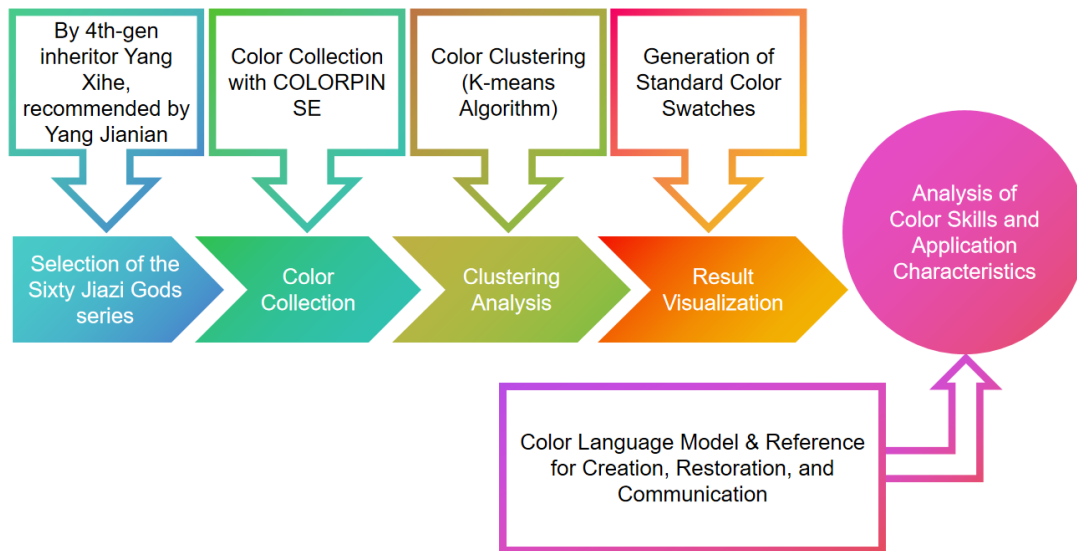 By 4th-gen
inheritor Yang
Xihe,
recommended by
Yang Jianian
Color Collection
with COLORPIN
SE
Color Clustering
(K-means
Algorithm)
Generation of
Standard Color
Swatches
Selection of the
Sixty Jiazi Gods
series
Color
Collection
Clustering
Analysis
Result
Visualization
Analysis of
Color Skills and
Application
Characteristics
Color Language Model & Reference
for Creation, Restoration, and
Communication